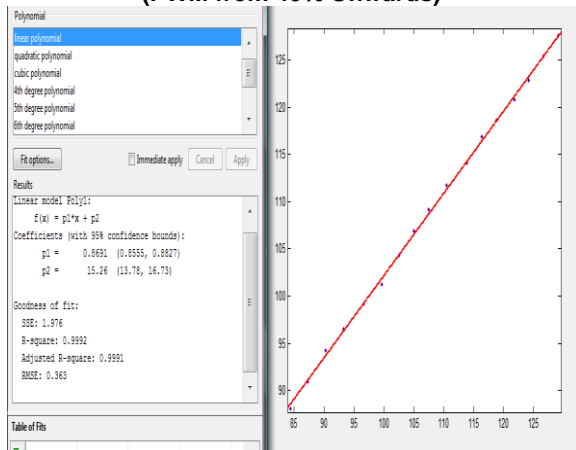 (PWM from 40% Onwards)
Polynomial
linear polynomial
quadratic polynomial
cubic polynomial
4th degree polynomial
5th degree polynomial
6th degree polynomial
Fit options...
Immediate apply
Cancel
Apply
Results
Linear model Poly1:
f(x) = p1*x + p2
Coefficients (with 95% confidence bounds):
p1 = 0.8691 (0.8555, 0.8827)
p2 = 15.26 (13.78, 16.73)
Goodness of fit:
SSE: 1.976
R-square: 0.9992
Adjusted R-square: 0.9991
RMSE: 0.363
Table of Fits
125
120
115
110
105
100
95
90
85 90 95 100 105 110 115 120 125